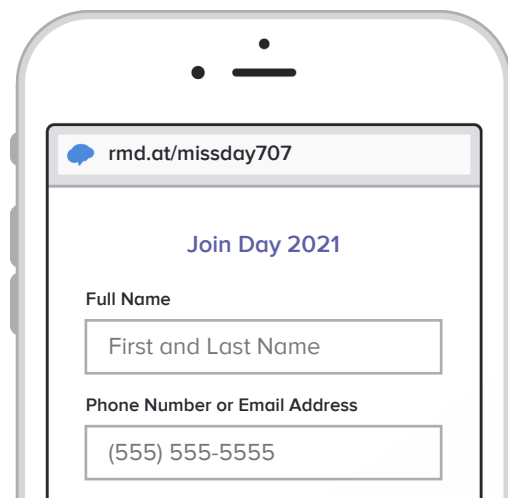 rmd.at/missday707
Join Day 2021
Full Name
First and Last Name
Phone Number or Email Address
(555) 555-5555